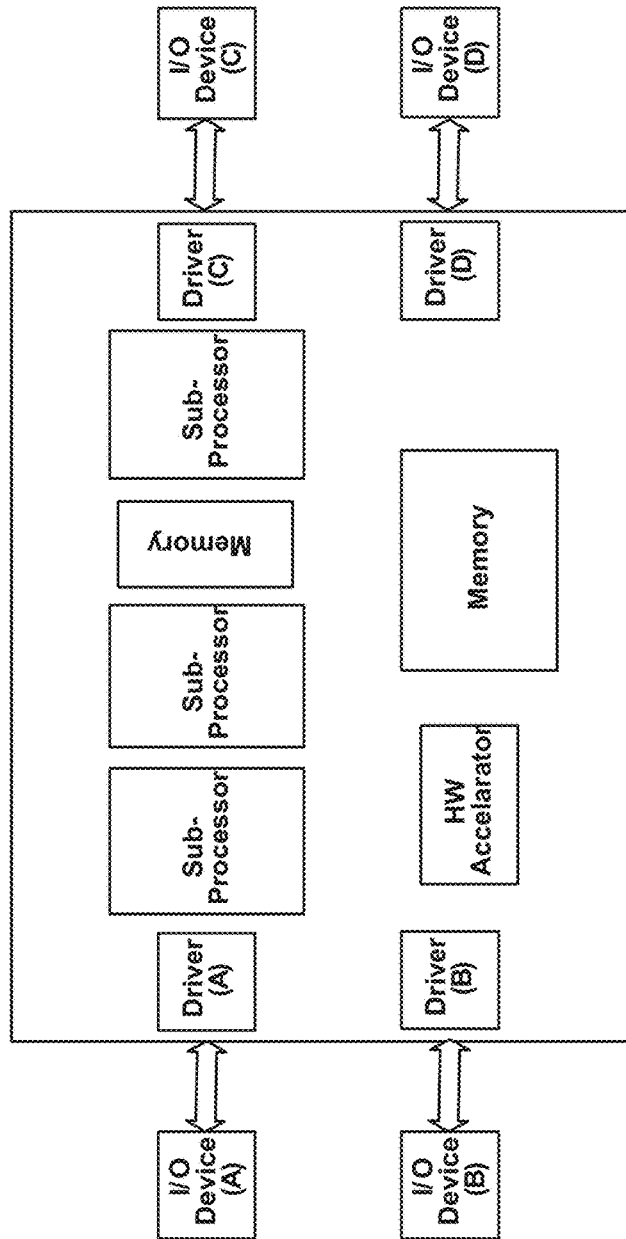 I/O
Device
(A)
Driver
(A)
Sub-
Processor
Sub-
Processor
Memory
Sub-
Processor
Driver
(C)
I/O
Device
(C)
I/O
Device
(B)
Driver
(B)
HW
Accelarator
Memory
Driver
(D)
I/O
Device
(D)